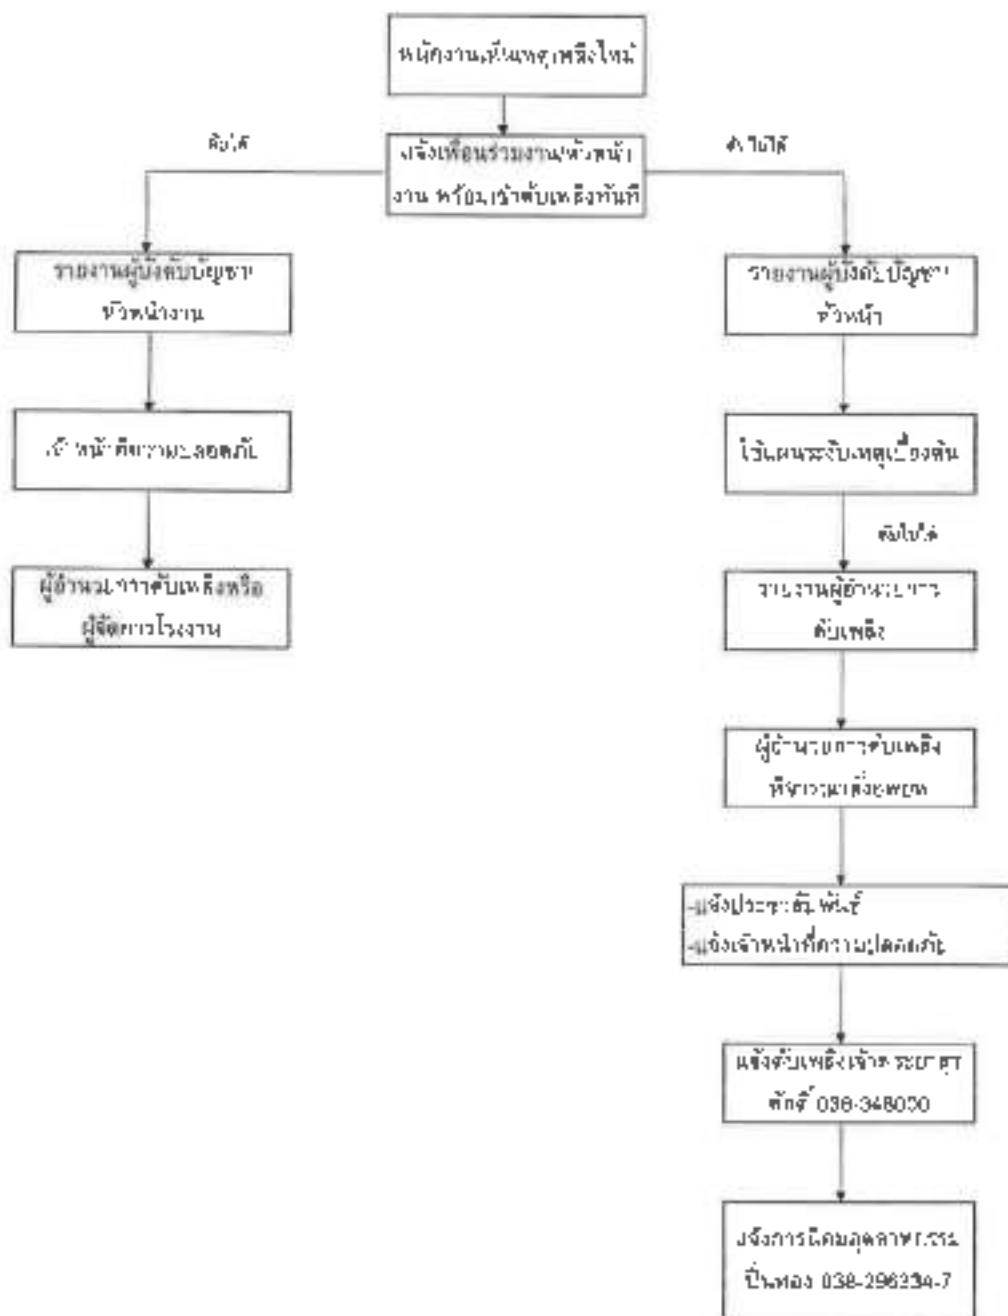 พนักงานเห็นเหตุเพลิงไหม้
ดับได้
แจ้งเพื่อนร่วมงาน/หัวหน้า
งาน พร้อมเข้าดับเพลิงทันที
ดับไม่ได้
รายงานผู้บังคับบัญชา/
หัวหน้างาน
รายงานผู้บังคับบัญชา/
หัวหน้า
เจ้าหน้าที่ความปลอดภัย
ใช้แผนระงับเหตุเบื้องต้น
ดับไม่ได้
ผู้อำนวยการดับเพลิงหรือ
ผู้จัดการโรงงาน
รายงานผู้อำนวยการ
ดับเพลิง
ผู้อำนวยการดับเพลิง
พิจารณาสั่งอพยพ
-แจ้งประชาสัมพันธ์
-แจ้งเจ้าหน้าที่ความปลอดภัย
แจ้งดับเพลิงเจ้าพระยาสุร
ศักดิ์
แจ้งการนิคมอุตสาหกรรม
ปิ่นทอง